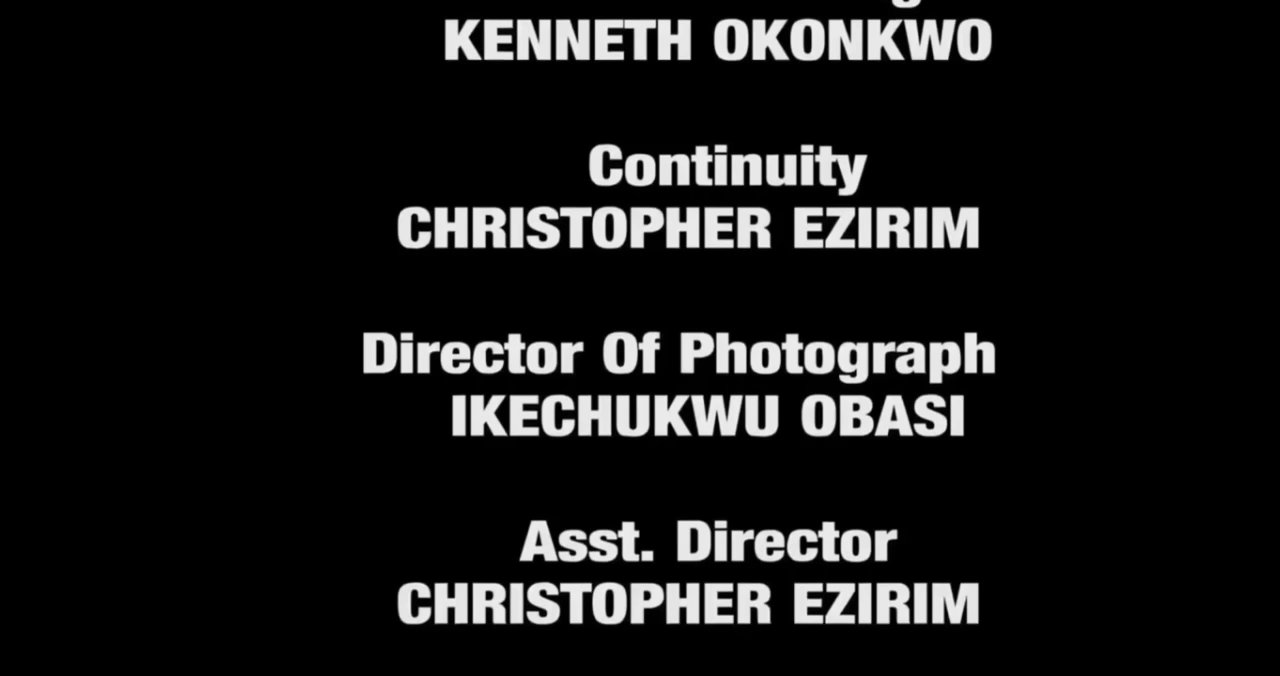 KENNETH OKONKWO
Continuity
CHRISTOPHER EZIRIM
Director Of Photograph
IKECHUKWU OBASI
Asst. Director
CHRISTOPHER EZIRIM